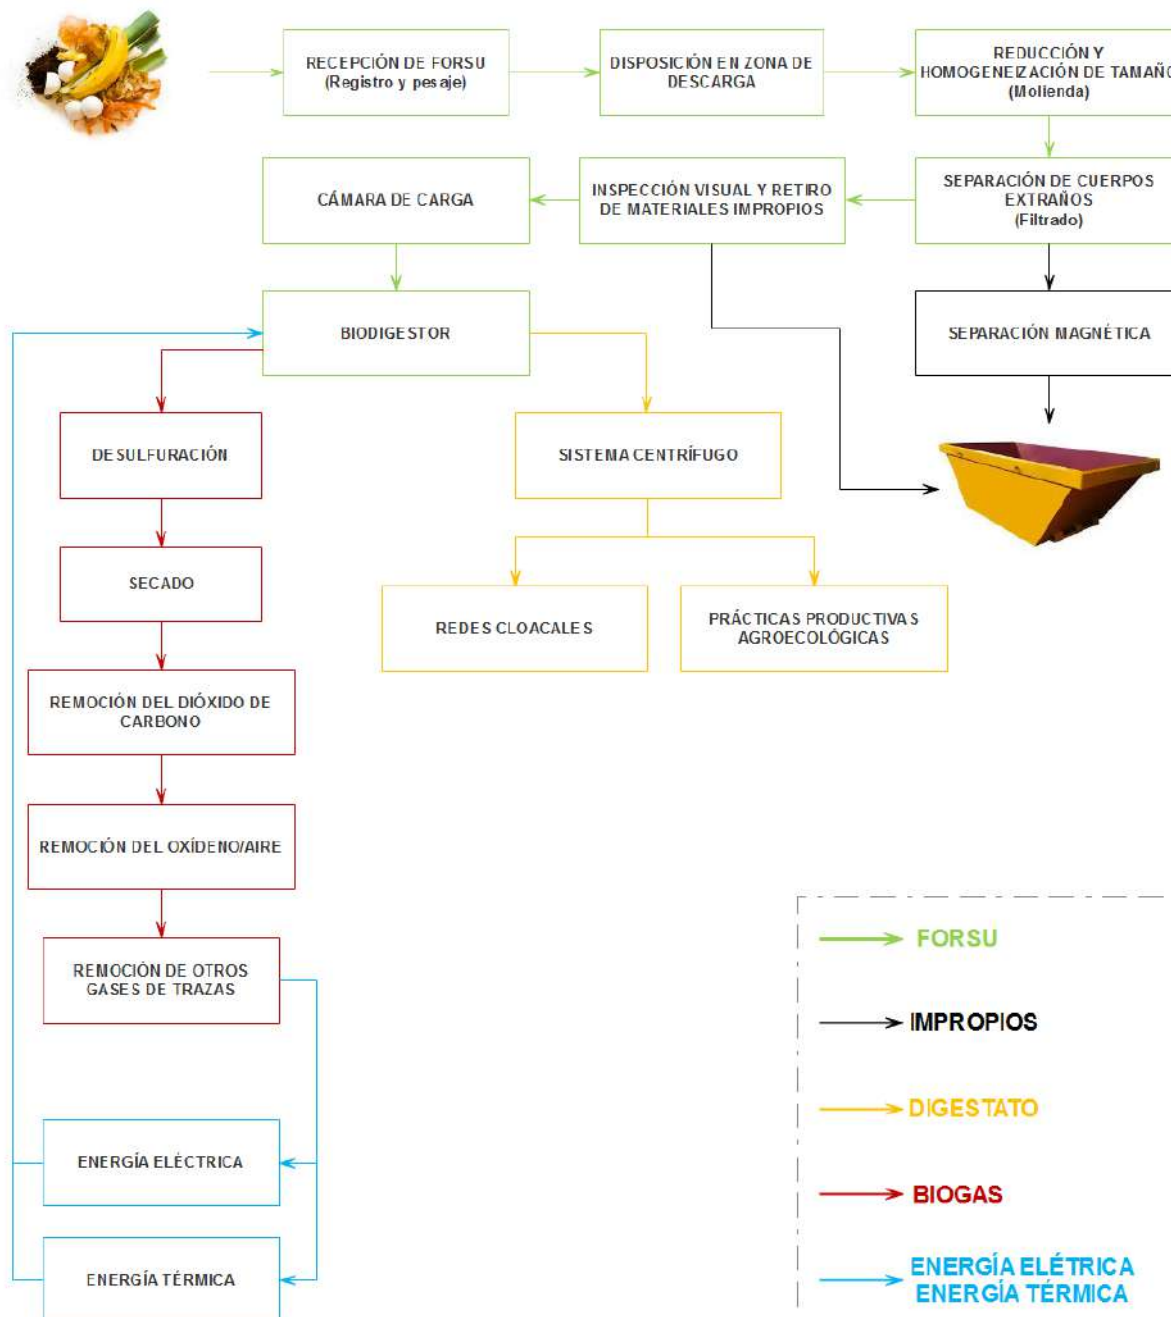 RECEPCIÓN DE FORSU
(Registro y pesaje)
DISPOSICIÓN EN ZONA DE
DESCARGA
REDUCCIÓN Y
HOMOGENEIZACIÓN DE TAMAÑO
(Molienda)
CÁMARA DE CARGA
INSPECCIÓN VISUAL Y RETIRO
DE MATERIALES IMPROPIOS
SEPARACIÓN DE CUERPOS
EXTRAÑOS
(Filtrado)
BIODIGESTOR
SEPARACIÓN MAGNÉTICA
DESULFURACIÓN
SISTEMA CENTRÍFUGO
SECADO
REDES CLOACALES
PRÁCTICAS PRODUCTIVAS
AGROECOLÓGICAS
REMOCIÓN DEL DIÓXIDO DE
CARBONO
REMOCIÓN DEL OXÍDENO/AIRE
REMOCIÓN DE OTROS
GASES DE TRAZAS
ENERGÍA ELÉCTRICA
ENERGÍA TÉRMICA
FORSU
IMPROPIOS
DIGESTATO
BIOGAS
ENERGÍA ELÉTRICA
ENERGÍA TÉRMICA